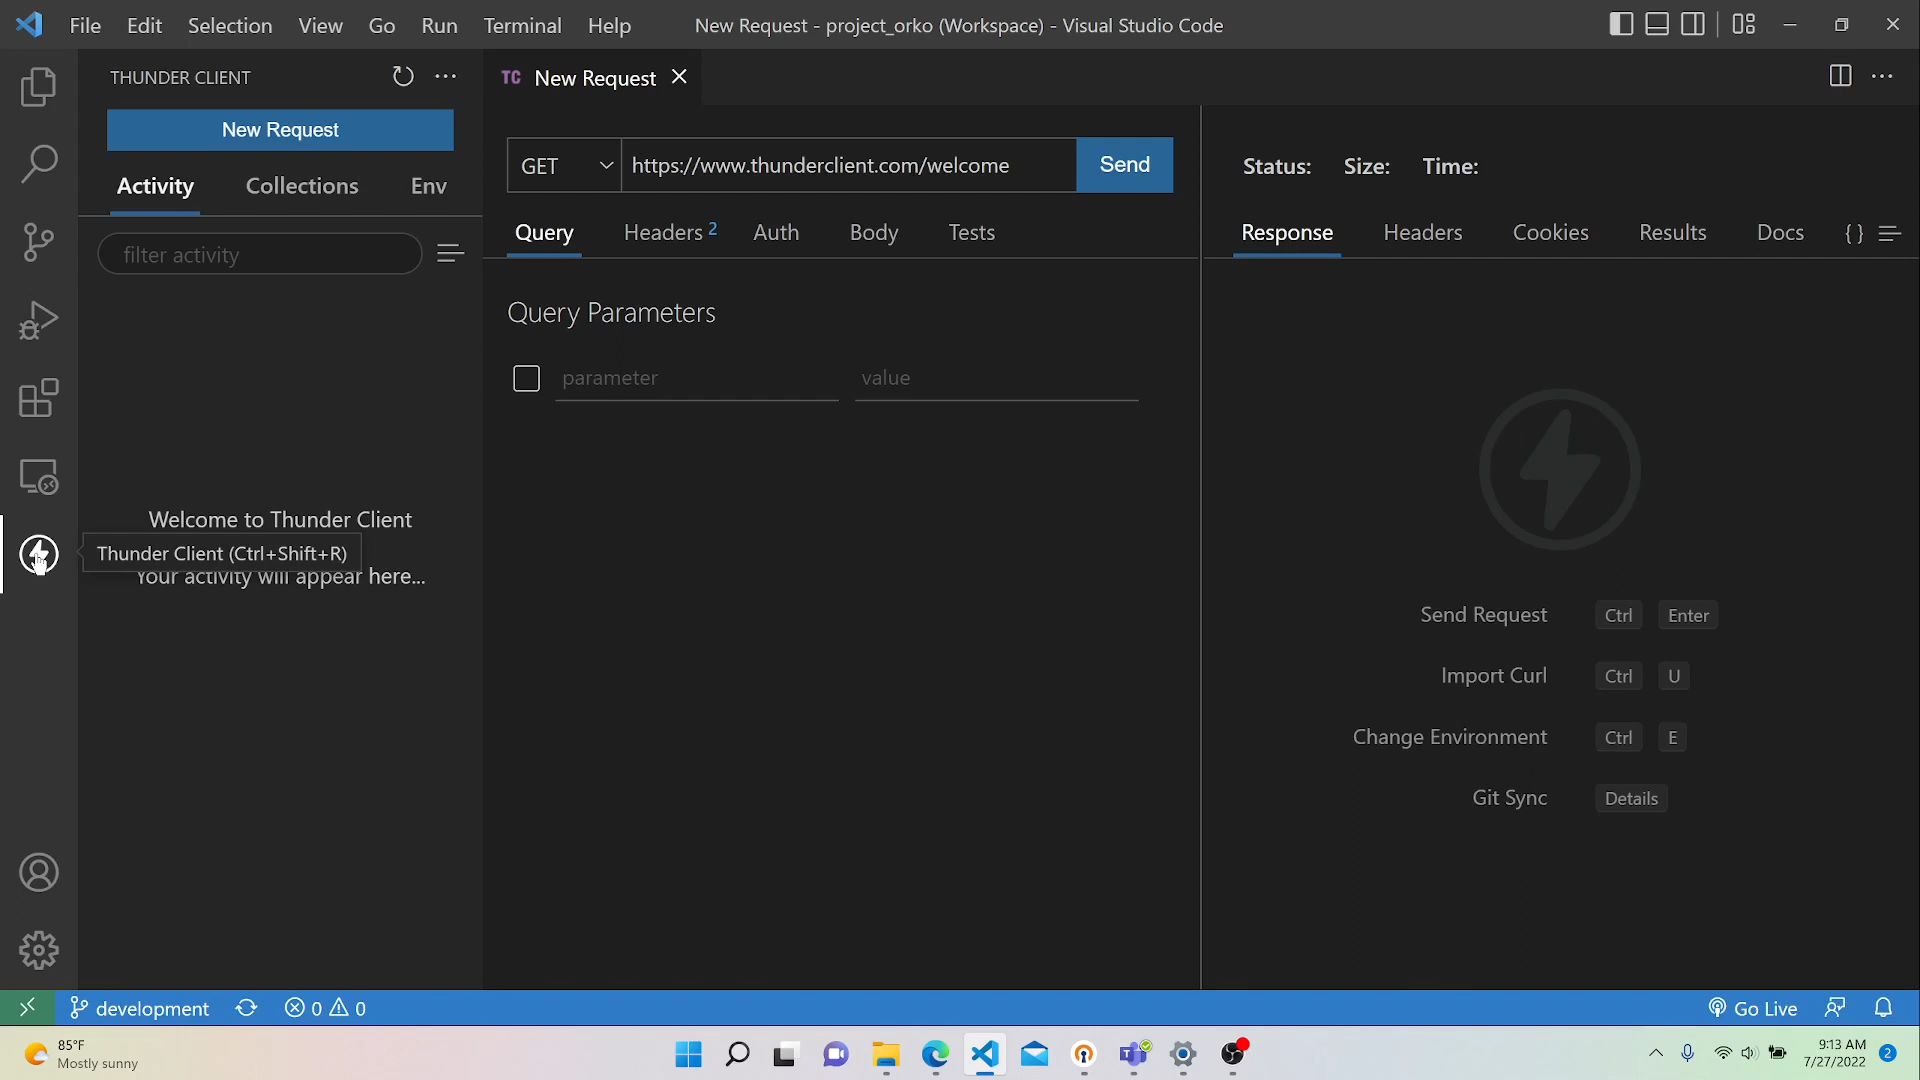 File Edit Selection View Go Run Terminal Help New Request - project_orko (Workspace) - Visual Studio Code
THUNDER CLIENT
New Request
Activity Collections Env
filter activity
Welcome to Thunder Client
Thunder Client (Ctrl+Shift+R)
Your activity will appear here...
TC New Request
GET https://www.thunderclient.com/welcome Send
Query Headers 2 Auth Body Tests
Query Parameters
parameter value
Status: Size: Time:
Response Headers Cookies Results Docs { }
Send Request Ctrl Enter
Import Curl Ctrl U
Change Environment Ctrl E
Git Sync Details
development 0 0 Go Live
85°F
Mostly sunny
9:13 AM
7/27/2022 2